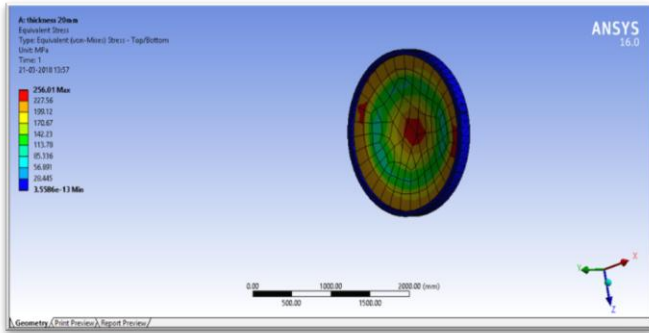 A: thickness 20mm
Equivalent Stress
Type: Equivalent (von-Mises) Stress - Top/Bottom
Unit: MPa
Time: 1
21-03-2018 13:57
256.01 Max
227.56
199.12
170.67
142.23
113.78
85.336
56.891
28.445
3.5586e-13 Min
ANSYS
16.0
0.00 1000.00 2000.00 (mm)
500.00 1500.00
Y X
Z
Geometry Print Preview Report Preview